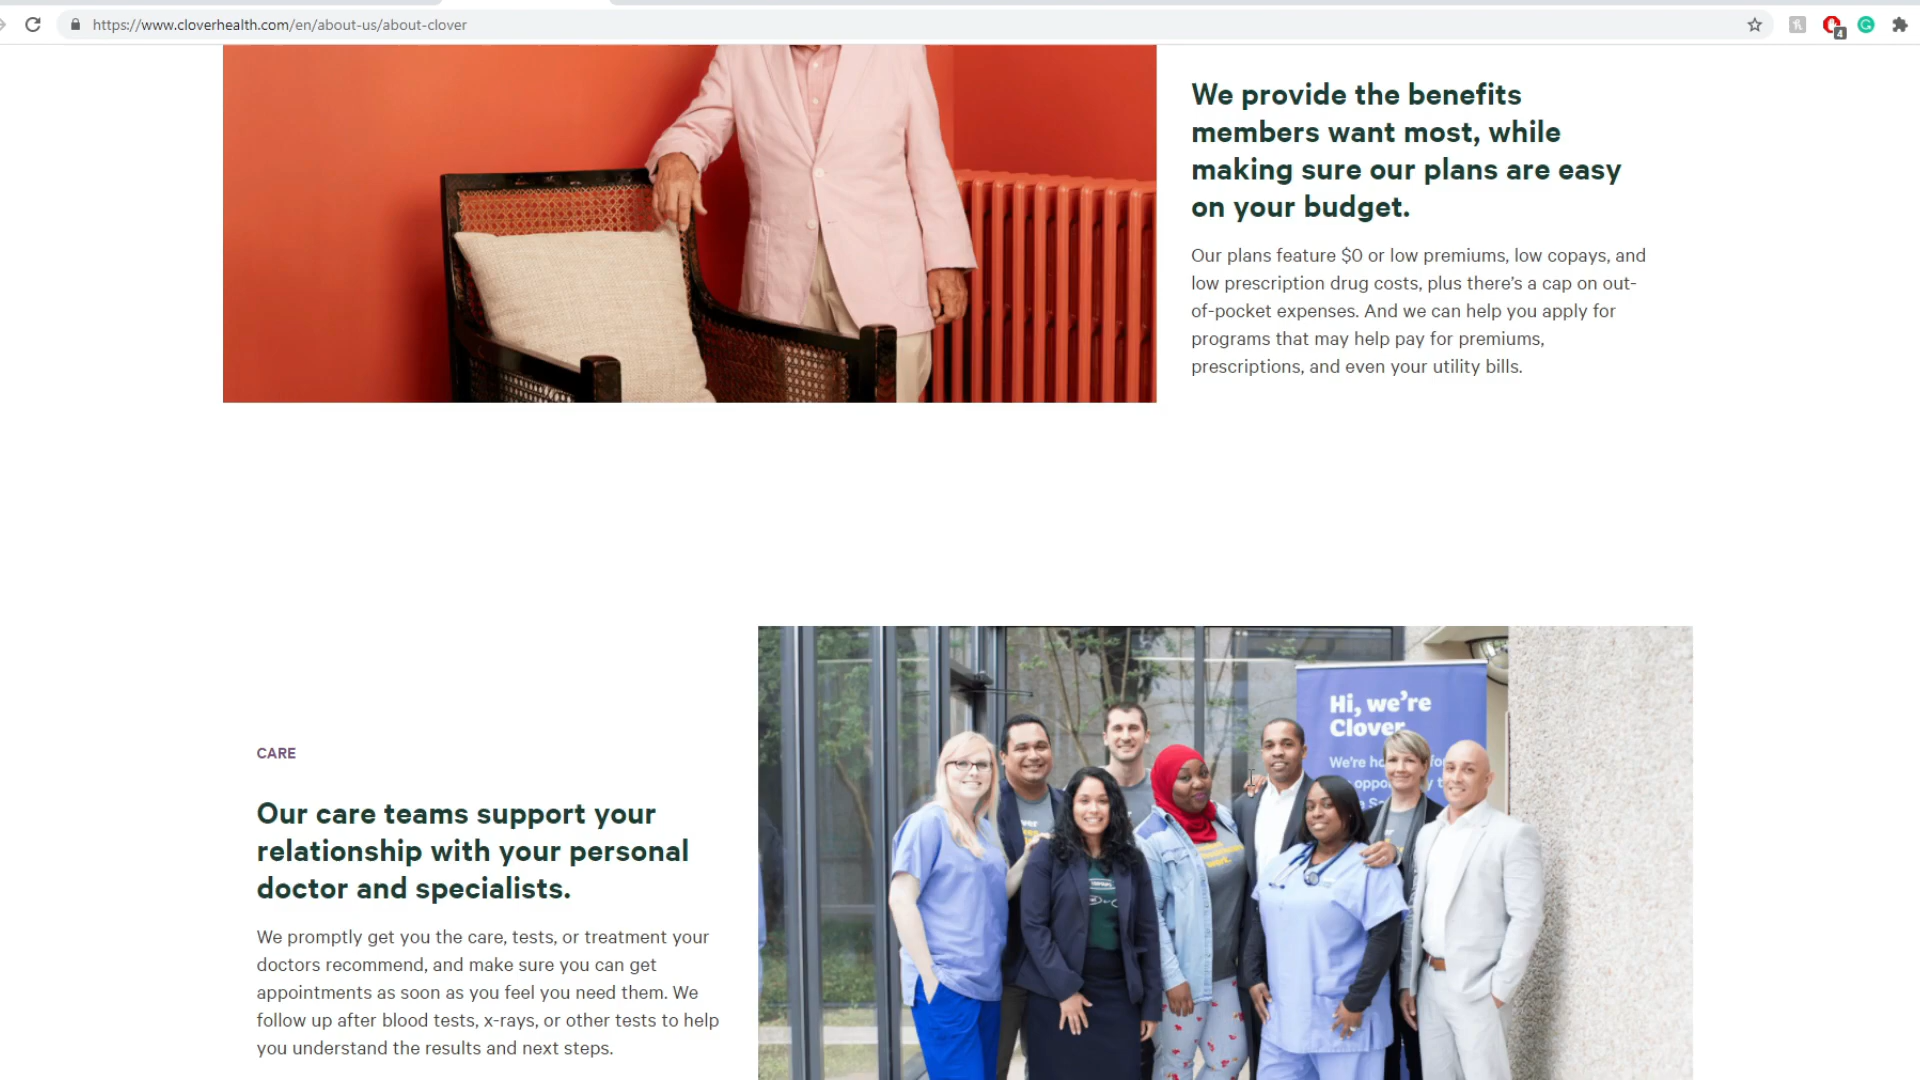 https://www.cloverhealth.com/en/about-us/about-clover
4
We provide the benefits
members want most, while
making sure our plans are easy
on your budget.
Our plans feature $0 or low premiums, low copays, and
low prescription drug costs, plus there's a cap on out-
of-pocket expenses. And we can help you apply for
programs that may help pay for premiums,
prescriptions, and even your utility bills.
Hi, we're
Clover
We're
CARE
Our care teams support your
relationship with your personal
doctor and specialists.
We promptly get you the care, tests, or treatment your
doctors recommend, and make sure you can get
appointments as soon as you feel you need them. We
follow up after blood tests, x-rays, or other tests to help
you understand the results and next steps.